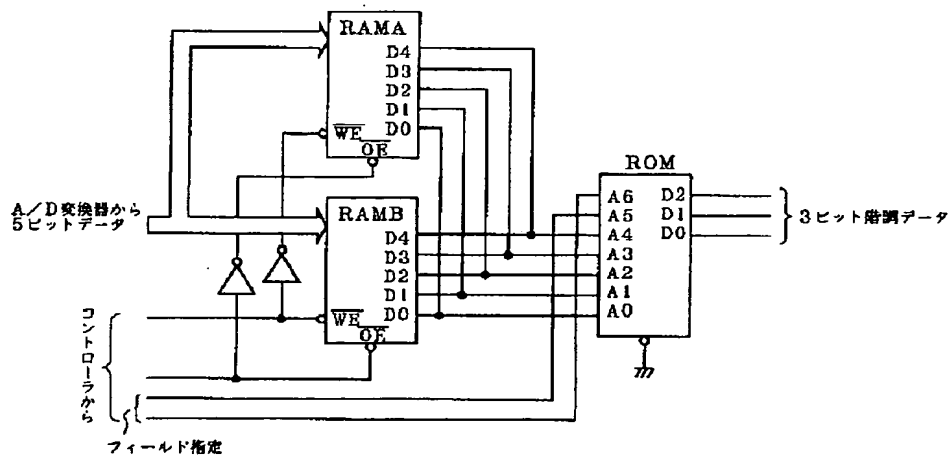 RAMA
D4
D3
D2
D1
D0
WE
OE
A/D変換器から
5ビットデータ
RAMB
D4
D3
D2
D1
D0
WE
OE
ROM
A6
A5
A4
A3
A2
A1
A0
D2
D1
D0
3ビット階調データ
コントローラから
フィールド指定